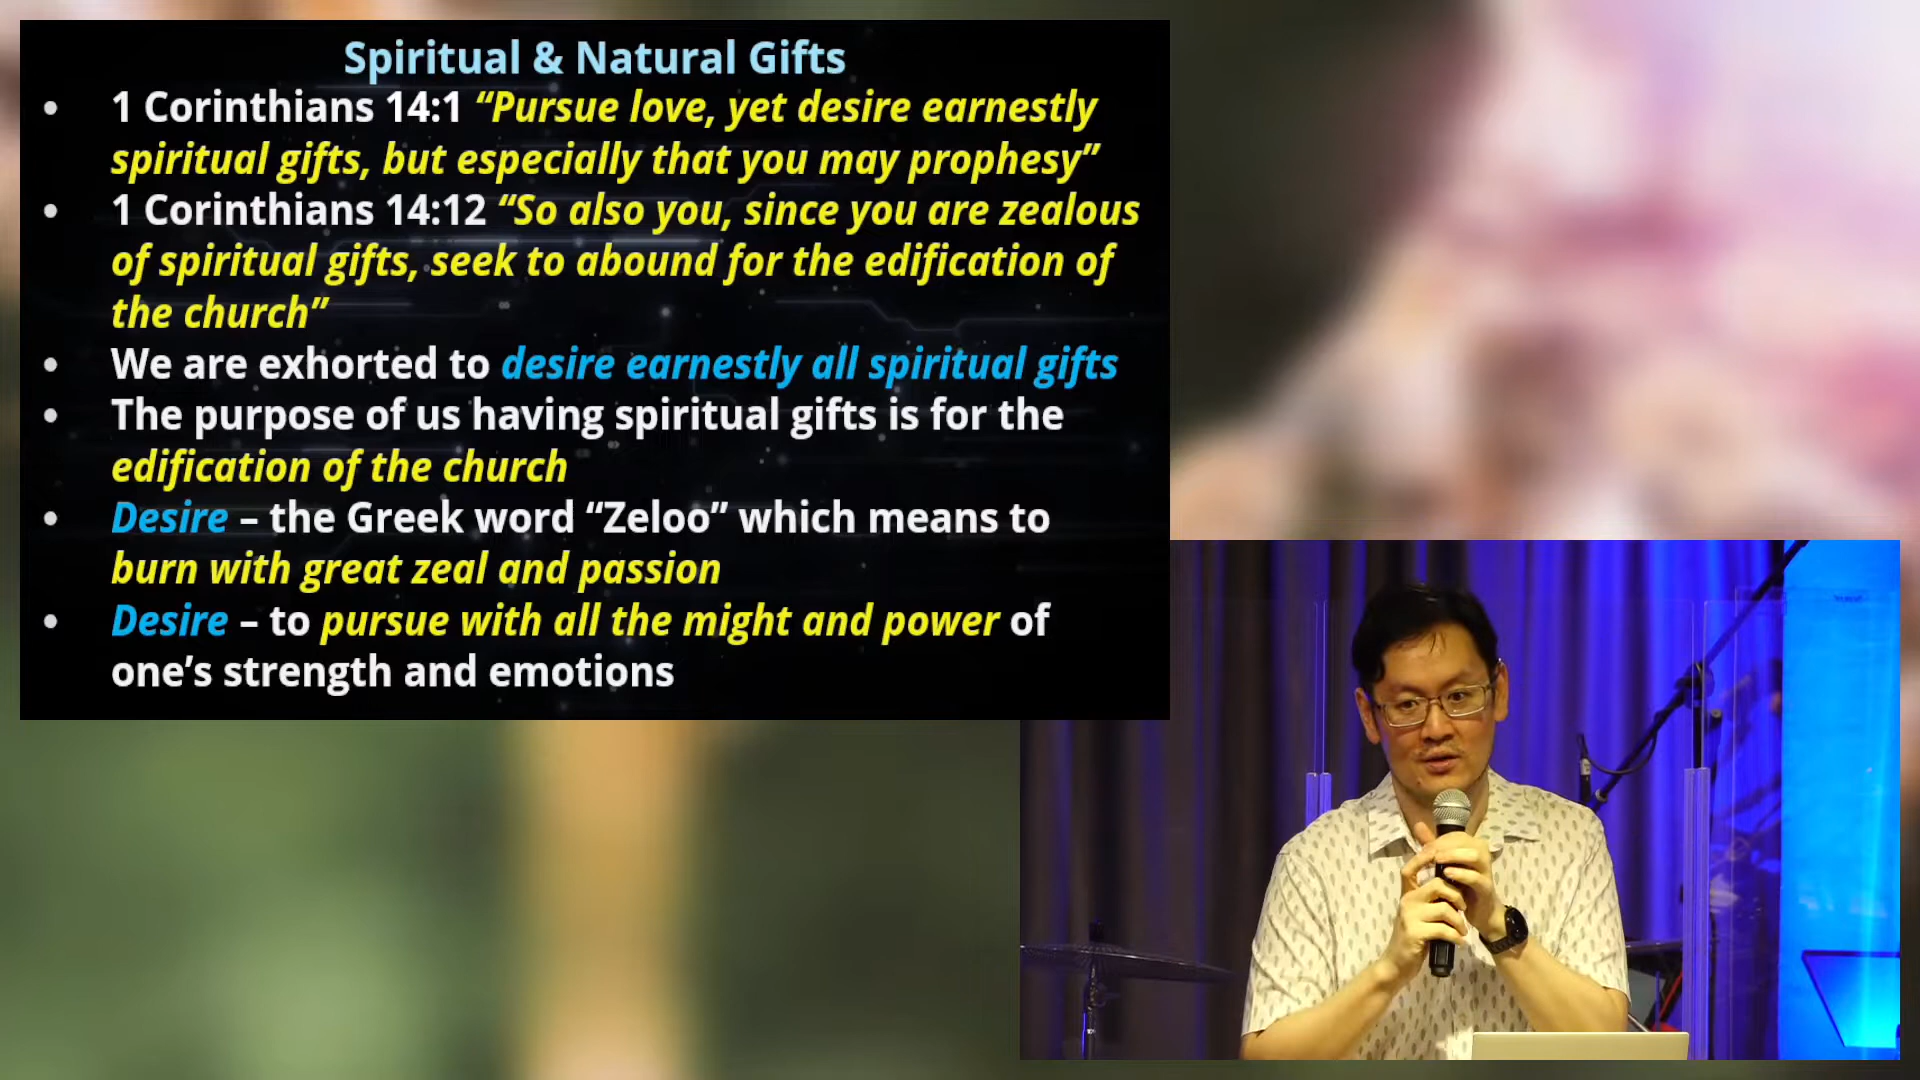 Spiritual & Natural Gifts
• 1 Corinthians 14:1 “Pursue love, yet desire earnestly
spiritual gifts, but especially that you may prophesy”
• 1 Corinthians 14:12 “So also you, since you are zealous
of spiritual gifts, seek to abound for the edification of
the church”
• We are exhorted to desire earnestly all spiritual gifts
• The purpose of us having spiritual gifts is for the
edification of the church
• Desire – the Greek word “Zeloo” which means to
burn with great zeal and passion
• Desire – to pursue with all the might and power of
one’s strength and emotions